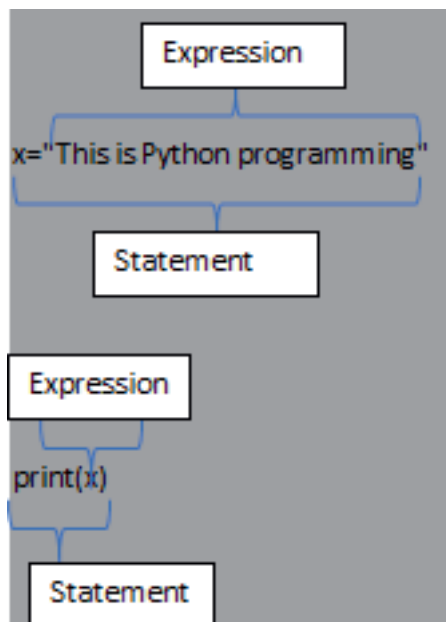 Expression
x="This is Python programming"
Statement
Expression
print(x)
Statement